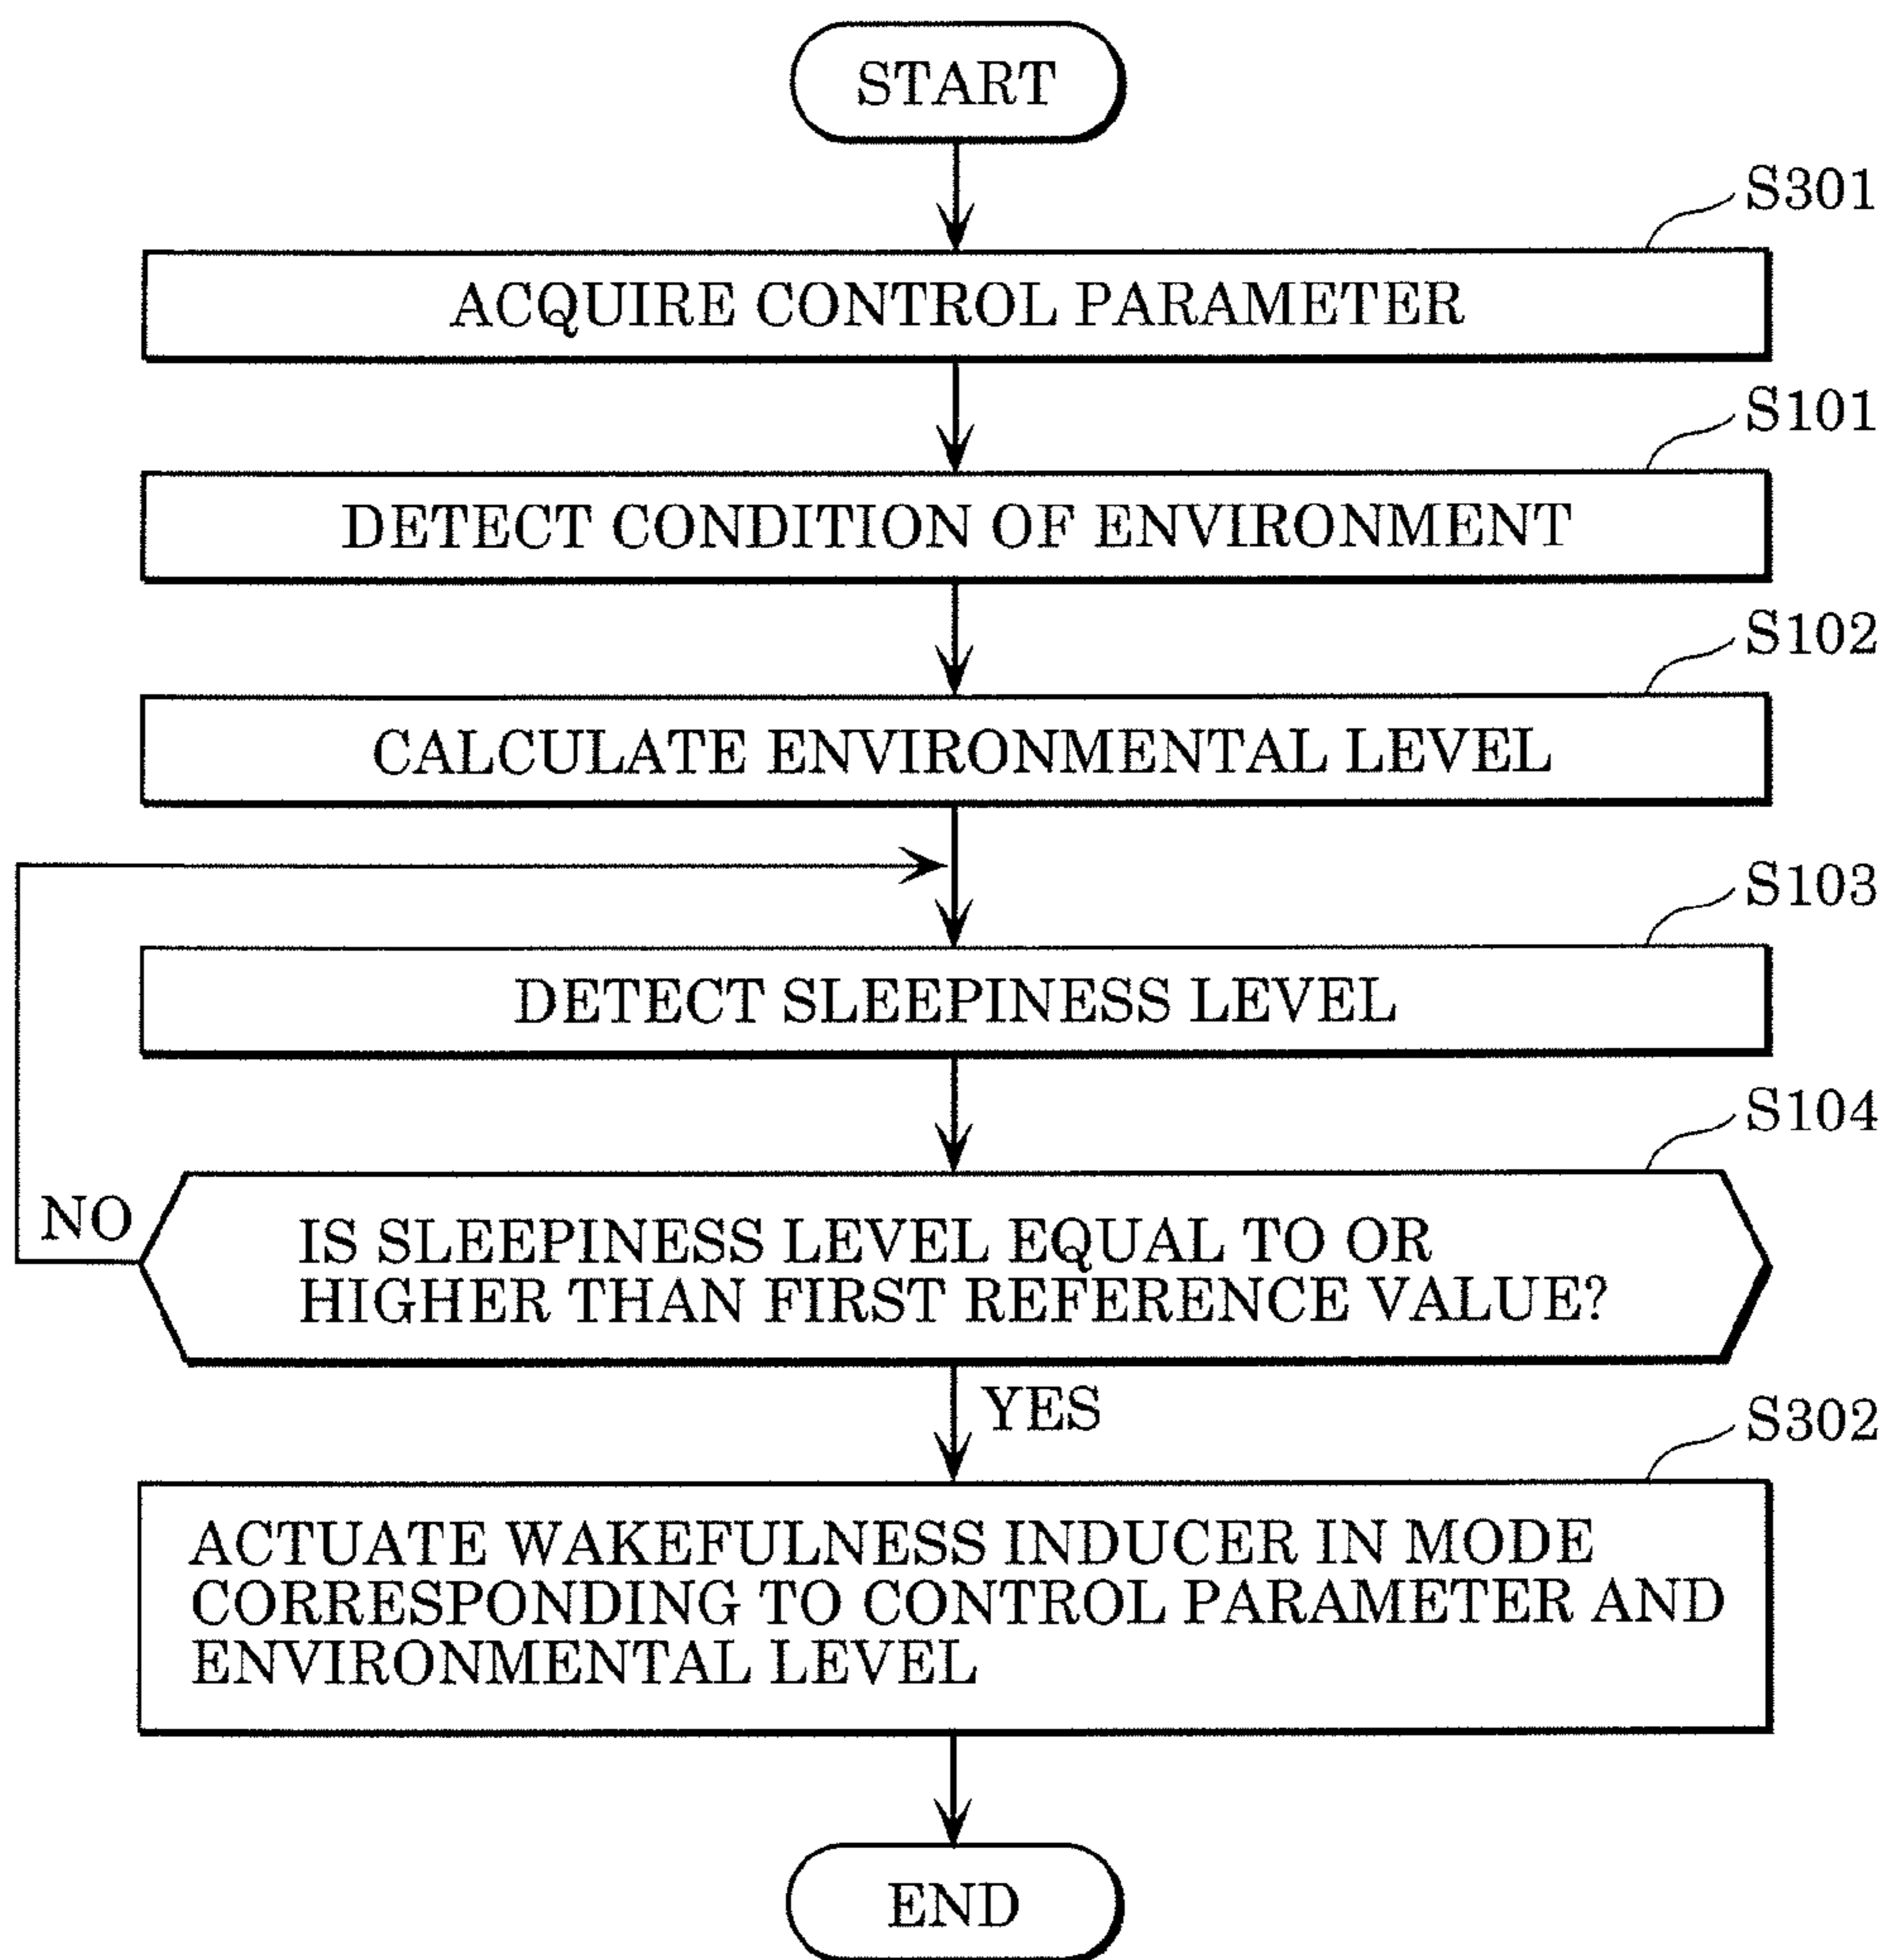 START
S301
ACQUIRE CONTROL PARAMETER
S101
DETECT CONDITION OF ENVIRONMENT
S102
CALCULATE ENVIRONMENTAL LEVEL
S103
DETECT SLEEPINESS LEVEL
S104
NO
IS SLEEPINESS LEVEL EQUAL TO OR
HIGHER THAN FIRST REFERENCE VALUE?
YES
S302
ACTUATE WAKEFULNESS INDUCER IN MODE
CORRESPONDING TO CONTROL PARAMETER AND
ENVIRONMENTAL LEVEL
END